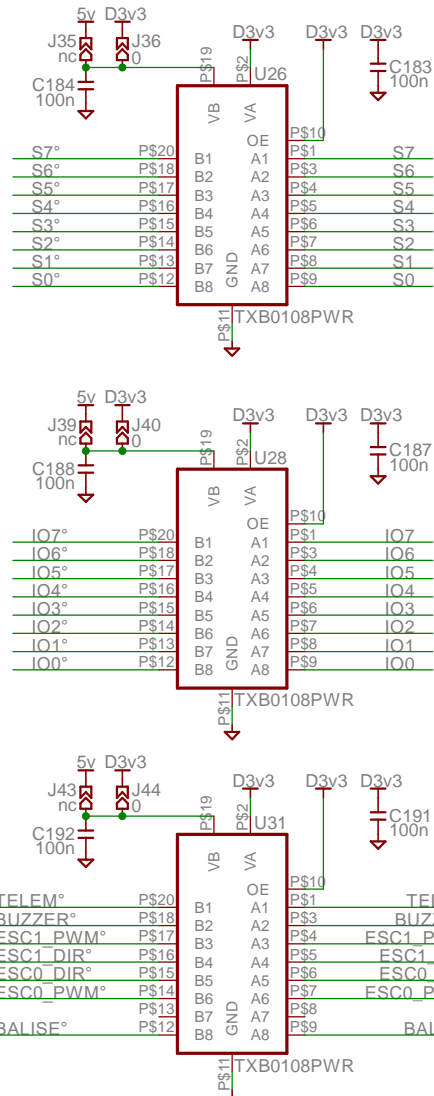 5v D3v3
J35 J36 D3v3 D3v3 D3v3
nc 0 P$19 P$2 U26 C183
C184 100n
100n VB VA
OE P$10
S7° P$20 B1 A1 P$1 S7
S6° P$18 B2 A2 P$3 S6
S5° P$17 B3 A3 P$4 S5
S4° P$16 B4 A4 P$5 S4
S3° P$15 B5 A5 P$6 S3
S2° P$14 B6 A6 P$7 S2
S1° P$13 B7 A7 P$8 S1
S0° P$12 B8 GND A8 P$9 S0
P$11 TXB0108PWR
5v D3v3
J39 J40 D3v3 D3v3 D3v3
nc 0 P$19 P$2 U28 C187
C188 100n
100n VB VA
OE P$10
IO7° P$20 B1 A1 P$1 IO7
IO6° P$18 B2 A2 P$3 IO6
IO5° P$17 B3 A3 P$4 IO5
IO4° P$16 B4 A4 P$5 IO4
IO3° P$15 B5 A5 P$6 IO3
IO2° P$14 B6 A6 P$7 IO2
IO1° P$13 B7 A7 P$8 IO1
IO0° P$12 B8 GND A8 P$9 IO0
P$11 TXB0108PWR
5v D3v3
J43 J44 D3v3 D3v3 D3v3
nc 0 P$19 P$2 U31 C191
C192 100n
100n VB VA
OE P$10
TELEM° P$20 B1 A1 P$1 TEL
BUZZER° P$18 B2 A2 P$3 BUZZ
ESC1_PWM° P$17 B3 A3 P$4 ESC1_P
ESC1_DIR° P$16 B4 A4 P$5 ESC1_
ESC0_DIR° P$15 B5 A5 P$6 ESC0_
ESC0_PWM° P$14 B6 A6 P$7 ESC0_P
P$13 B7 A7 P$8
BALISE° P$12 B8 GND A8 P$9 BAL
P$11 TXB0108PWR